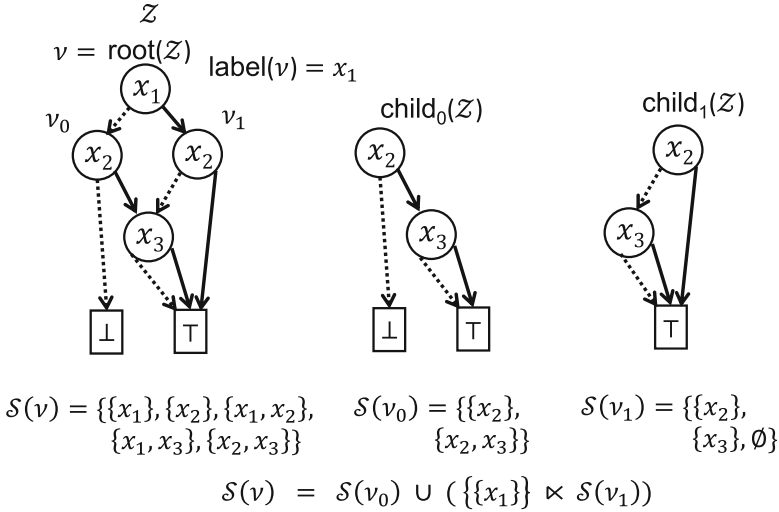 𝒵
ν = root(𝒵)
label(ν) = x₁
x₁
ν₀
ν₁
x₂
x₂
x₃
⊥
⊤
child₀(𝒵)
x₂
x₃
⊥
⊤
child₁(𝒵)
x₂
x₃
⊤
𝒮(ν) = {{x₁}, {x₂}, {x₁, x₂},
{x₁, x₃}, {x₂, x₃}}
𝒮(ν₀) = {{x₂},
{x₂, x₃}}
𝒮(ν₁) = {{x₂},
{x₃}, ∅}
𝒮(ν) = 𝒮(ν₀) ∪ ({{x₁}} ⋉ 𝒮(ν₁))